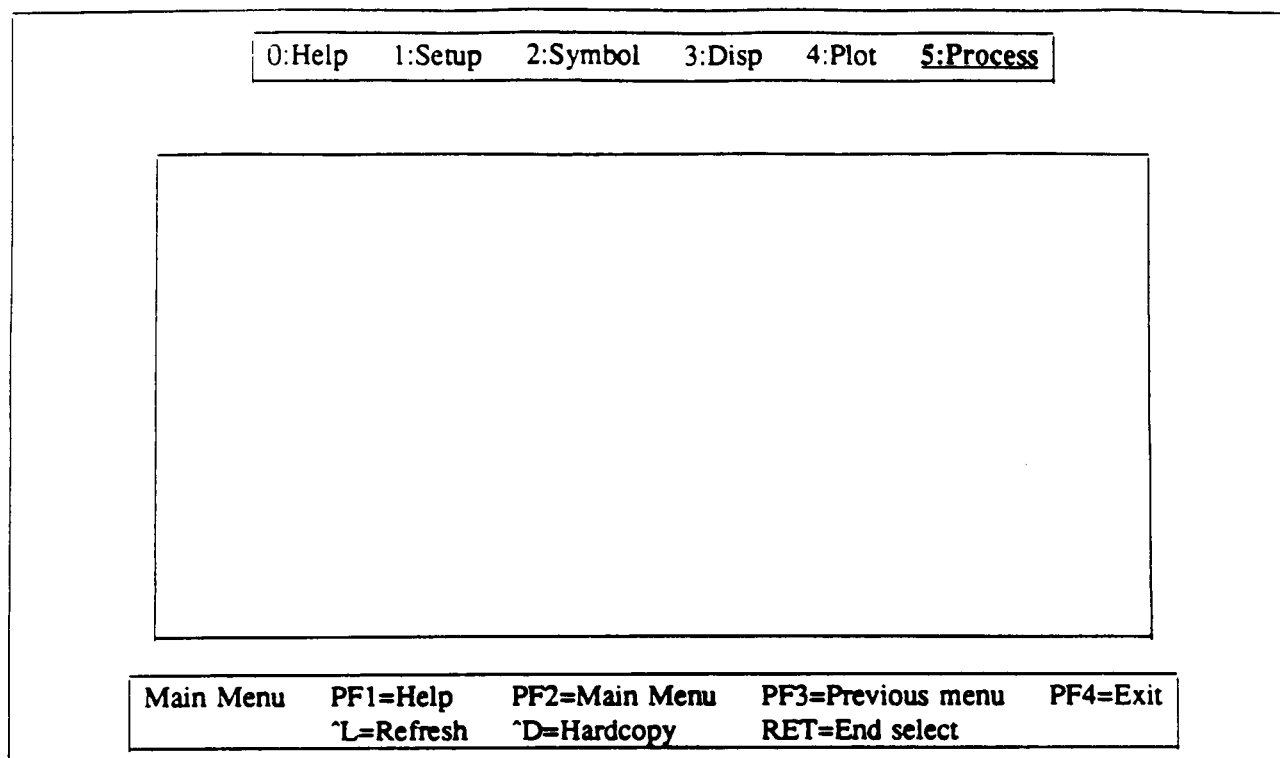 0:Help 1:Setup 2:Symbol 3:Disp 4:Plot 5:Process
Main Menu PF1=Help PF2=Main Menu PF3=Previous menu PF4=Exit
^L=Refresh ^D=Hardcopy RET=End select